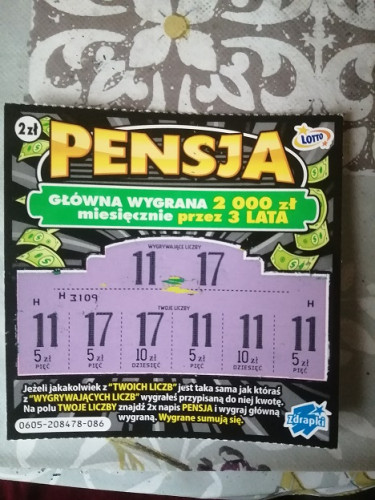 2 zł
PENSJA
LOTTO
GŁÓWNA WYGRANA 2 000 zł
miesięcznie przez 3 LATA
WYGRYWAJĄCE LICZBY
11 17
H H 3109 H
TWOJE LICZBY
11 17 17 11 11 11
5 zł 5 zł 10 zł 5 zł 10 zł 5 zł
PIĘĆ PIĘĆ DZIESIĘĆ PIĘĆ DZIESIĘĆ PIĘĆ
Jeżeli jakakolwiek z "TWOICH LICZB" jest taka sama jak któraś
z "WYGRYWAJĄCYCH LICZB" wygrałeś przypisaną do niej kwotę.
Na polu TWOJE LICZBY znajdź 2x napis PENSJA i wygraj główną
wygraną. Wygrane sumują się.
0605-208478-086
Zdrapki